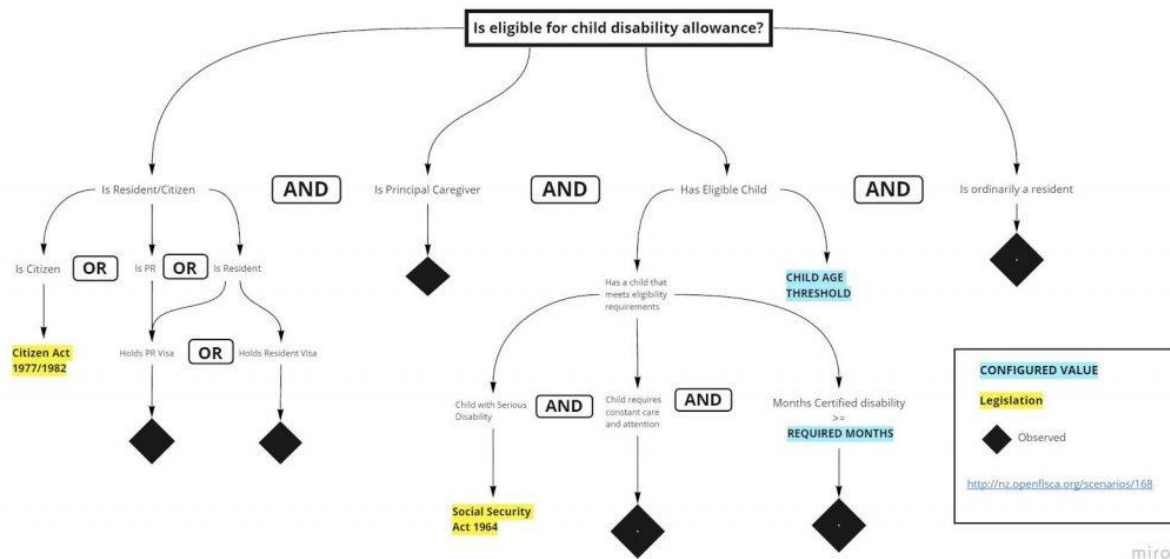 Is eligible for child disability allowance?
Is Resident/Citizen
AND
Is Principal Caregiver
AND
Has Eligible Child
AND
Is ordinarily a resident
Is Citizen
OR
Is PR
OR
Is Resident
CHILD AGE
THRESHOLD
Has a child that
meets eligibility
requirements
Citizen Act
1977/1982
Holds PR Visa
OR
Holds Resident Visa
Child with Serious
Disability
AND
Child requires
constant care
and attention
AND
Months Certified disability
>=
REQUIRED MONTHS
Social Security
Act 1964
CONFIGURED VALUE
Legislation
Observed
http://nz.openfisca.org/scenarios/168
miro